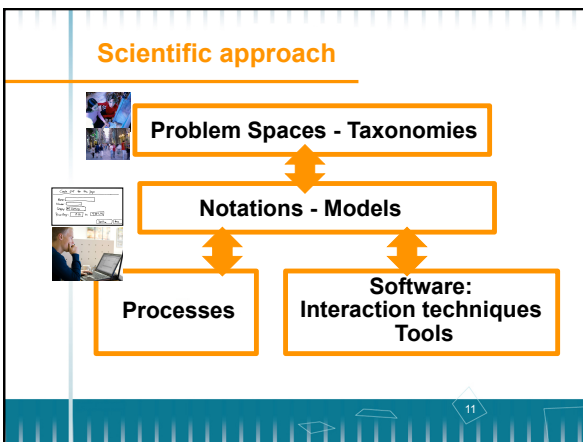 Scientific approach
Problem Spaces - Taxonomies
Notations - Models
Processes
Software:
Interaction techniques
Tools
11